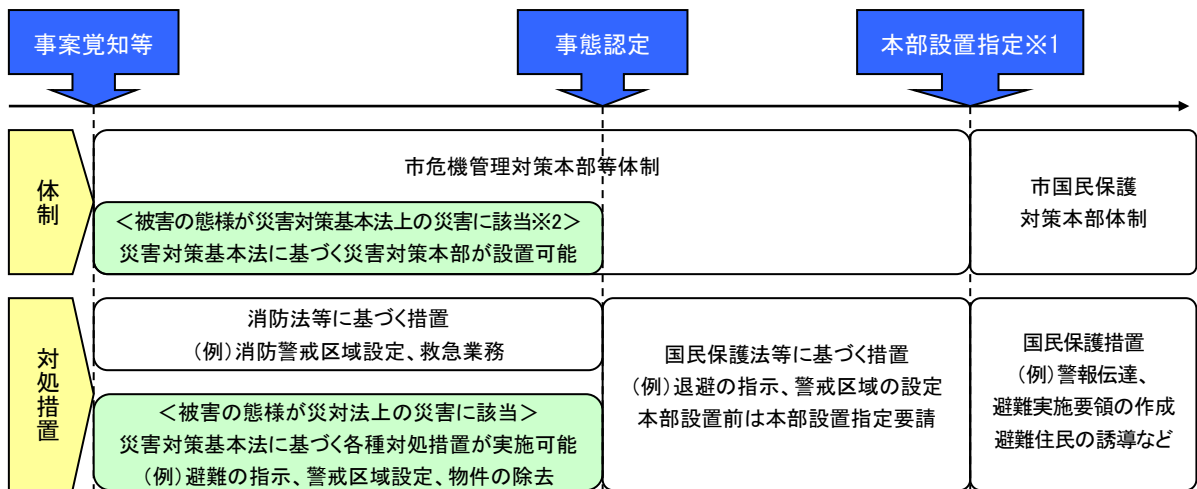 事案覚知等
事態認定
本部設置指定※1
体制
市危機管理対策本部等体制
<被害の態様が災害対策基本法上の災害に該当※2>
災害対策基本法に基づく災害対策本部が設置可能
市国民保護
対策本部体制
対処措置
消防法等に基づく措置
(例)消防警戒区域設定、救急業務
<被害の態様が災対法上の災害に該当>
災害対策基本法に基づく各種対処措置が実施可能
(例)避難の指示、警戒区域設定、物件の除去
国民保護法等に基づく措置
(例)退避の指示、警戒区域の設定
本部設置前は本部設置指定要請
国民保護措置
(例)警報伝達、
避難実施要領の作成
避難住民の誘導など